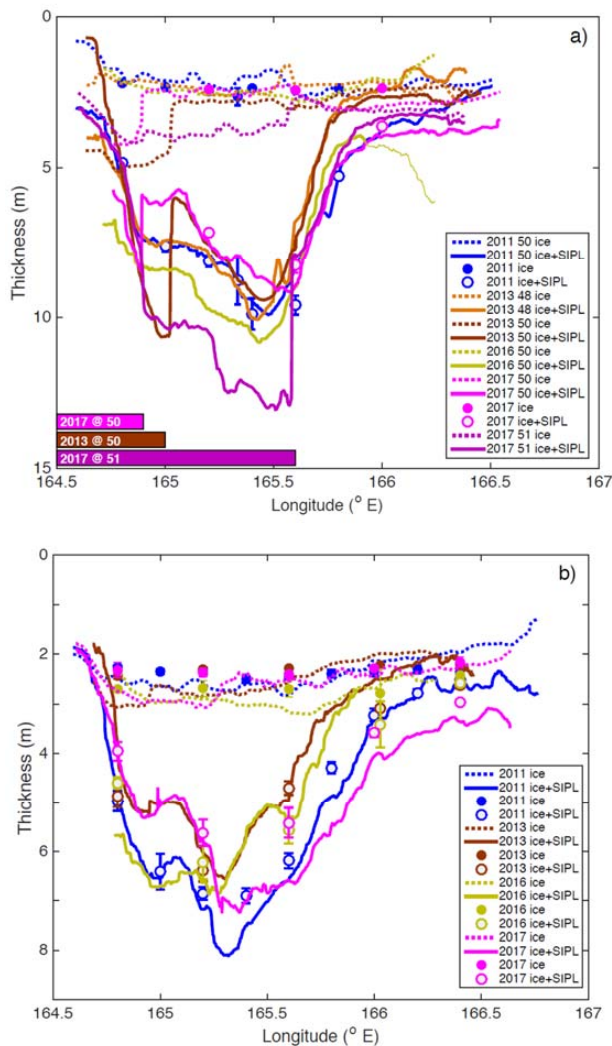 a)
0
5
10
15
Thickness (m)
164.5 165 165.5 166 166.5 167
Longitude (° E)
2017 @ 50
2013 @ 50
2017 @ 51
2011 50 ice
2011 50 ice+SIPL
2011 ice
2011 ice+SIPL
2013 48 ice
2013 48 ice+SIPL
2013 50 ice
2013 50 ice+SIPL
2016 50 ice
2016 50 ice+SIPL
2017 50 ice
2017 50 ice+SIPL
2017 ice
2017 ice+SIPL
2017 51 ice
2017 51 ice+SIPL
b)
0
2
4
6
8
Thickness (m)
164.5 165 165.5 166 166.5 167
Longitude (° E)
2011 ice
2011 ice+SIPL
2011 ice
2011 ice+SIPL
2013 ice
2013 ice+SIPL
2013 ice
2013 ice+SIPL
2016 ice
2016 ice+SIPL
2016 ice
2016 ice+SIPL
2017 ice
2017 ice+SIPL
2017 ice
2017 ice+SIPL